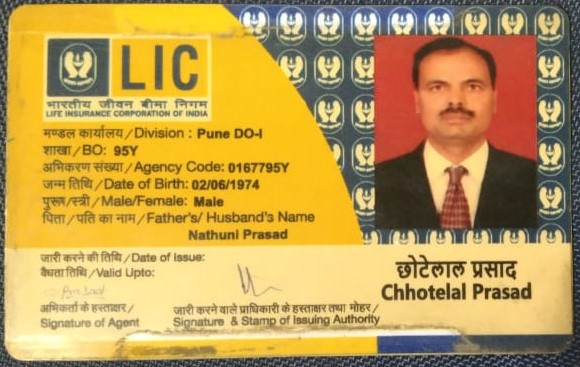 LIC
भारतीय जीवन बीमा निगम
LIFE INSURANCE CORPORATION OF INDIA
मण्डल कार्यालय/Division : Pune DO-I
शाखा/BO: 95Y
अभिकरण संख्या/Agency Code: 0167795Y
जन्म तिथि/Date of Birth: 02/06/1974
पुरूष/स्त्री/Male/Female: Male
पिता/पति का नाम/Father's/ Husband's Name
Nathuni Prasad
जारी करने की तिथि/Date of Issue:
वैधता तिथि/Valid Upto:
अभिकर्ता के हस्ताक्षर/
Signature of Agent
जारी करने वाले प्राधिकारी के हस्ताक्षर तथा मोहर/
Signature & Stamp of Issuing Authority
छोटेलाल प्रसाद
Chhotelal Prasad